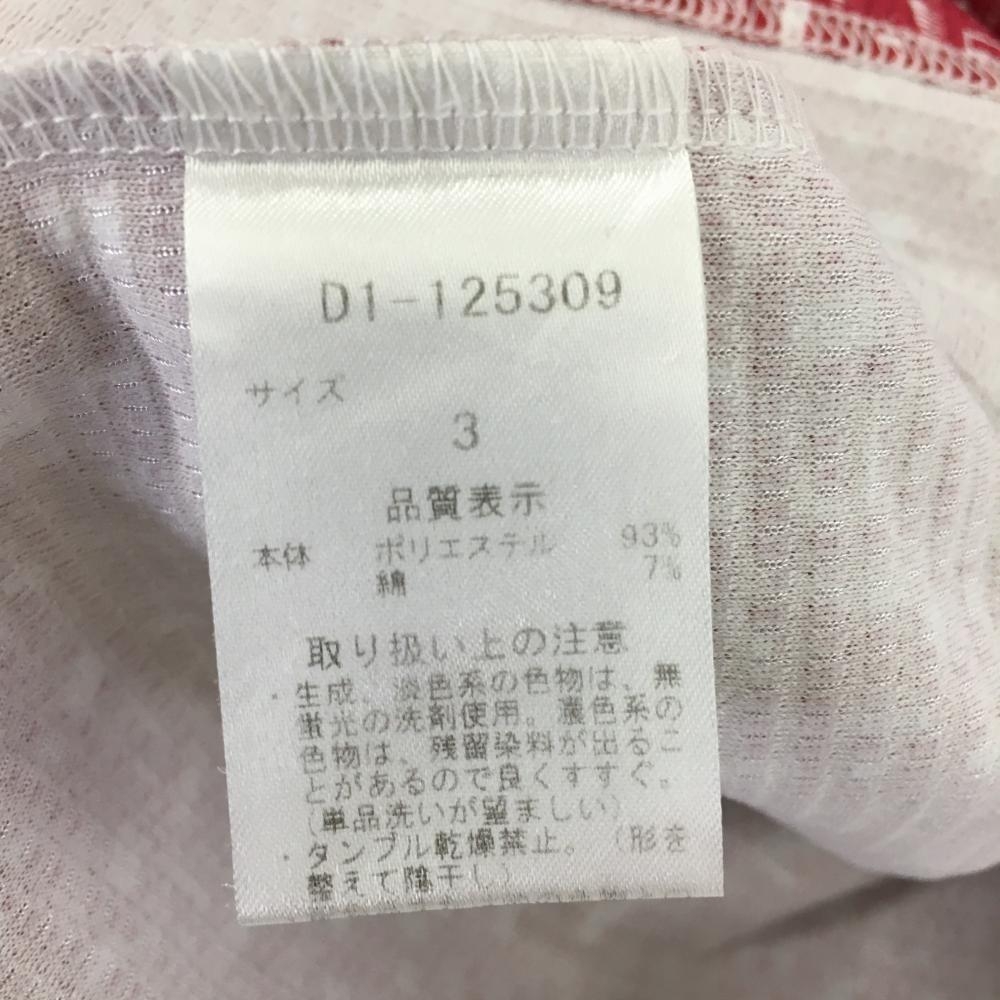 D1-125309
サイズ
3
品質表示
本体 ポリエステル 93%
綿 7%
取り扱い上の注意
・生成、淡色系の色物は、無
蛍光の洗剤使用。濃色系の
色物は、残留染料が出るこ
とがあるので良くすすぐ。
(単品洗いが望ましい)
・タンブル乾燥禁止。(形を
整えて陰干し)